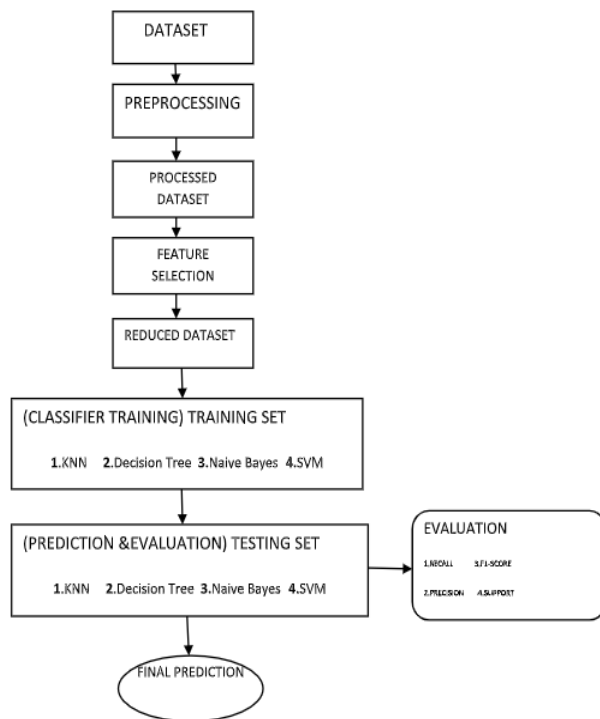 DATASET
PREPROCESSING
PROCESSED
DATASET
FEATURE
SELECTION
REDUCED DATASET
(CLASSIFIER TRAINING) TRAINING SET
1.KNN 2.Decision Tree 3.Naive Bayes 4.SVM
(PREDICTION &EVALUATION) TESTING SET
1.KNN 2.Decision Tree 3.Naive Bayes 4.SVM
EVALUATION
1.RECALL 3.F1-SCORE
2.PRECISION 4.SUPPORT
FINAL PREDICTION